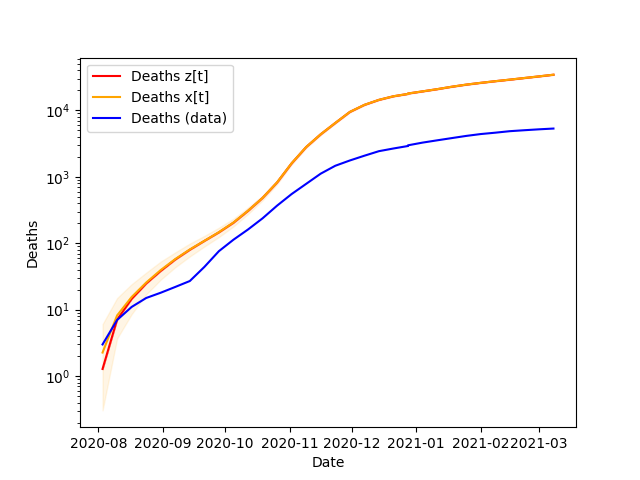 Deaths z[t]
Deaths x[t]
Deaths (data)
Deaths
10^4
10^3
10^2
10^1
10^0
2020-08 2020-09 2020-10 2020-11 2020-12 2021-01 2021-02 2021-03
Date